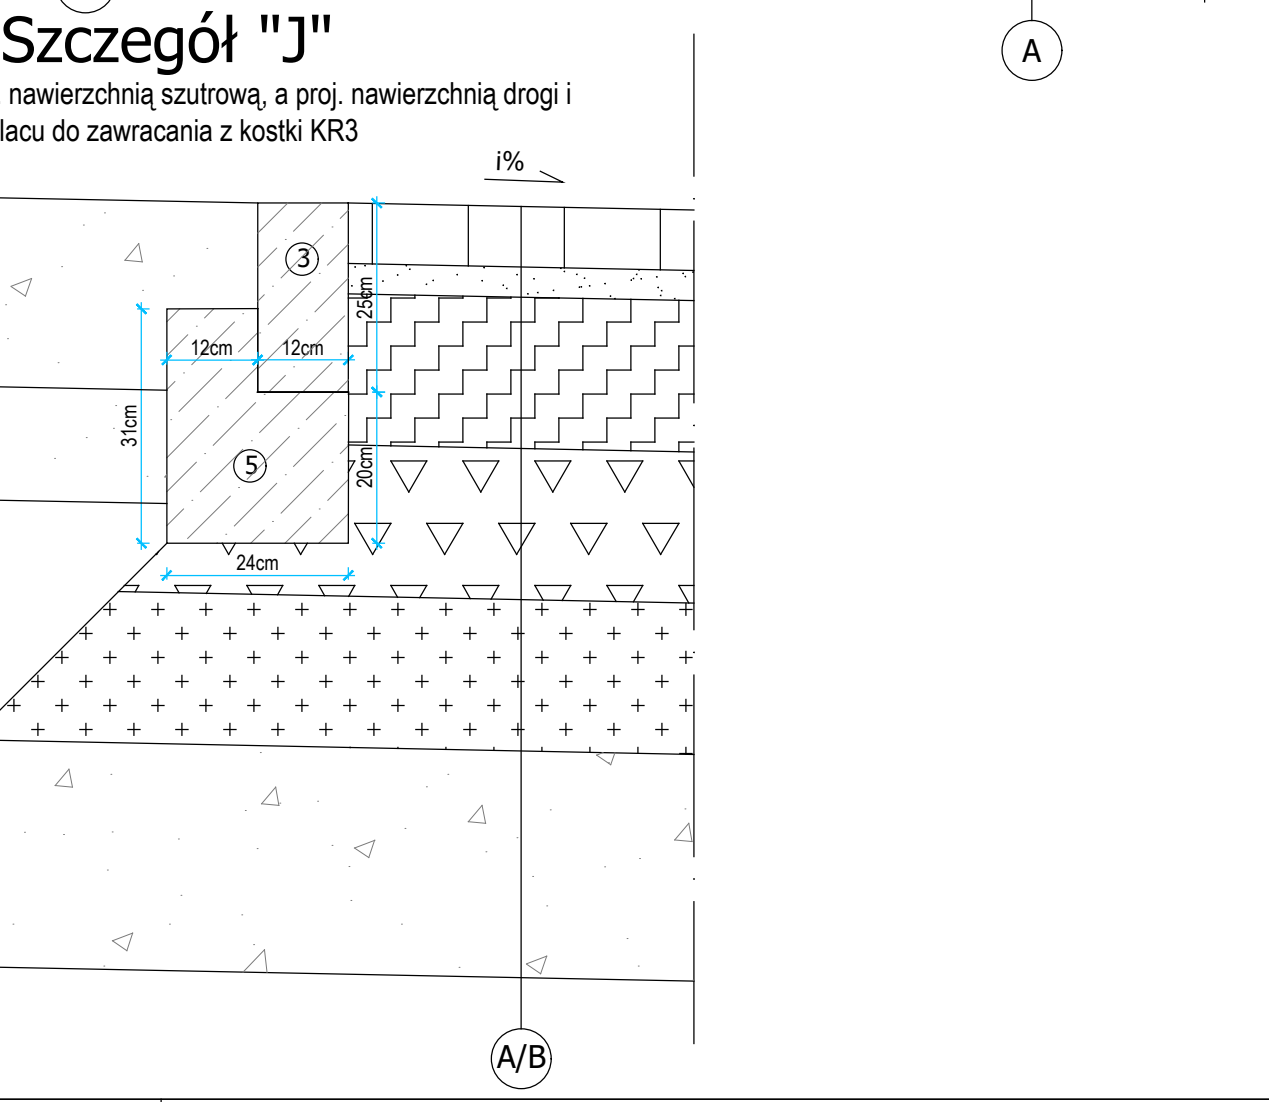 Szczegół "J"
A
. nawierzchnią szutrową, a proj. nawierzchnią drogi i
lacu do zawracania z kostki KR3
i%
3
25cm
12cm
12cm
31cm
5
20cm
24cm
A/B